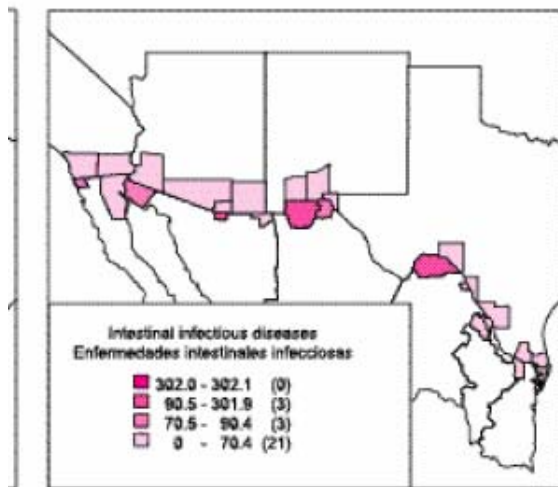 Intestinal infectious diseases
Enfermedades intestinales infecciosas
302.0 - 302.1 (0)
90.5 - 301.9 (3)
70.5 - 90.4 (3)
0 - 70.4 (21)